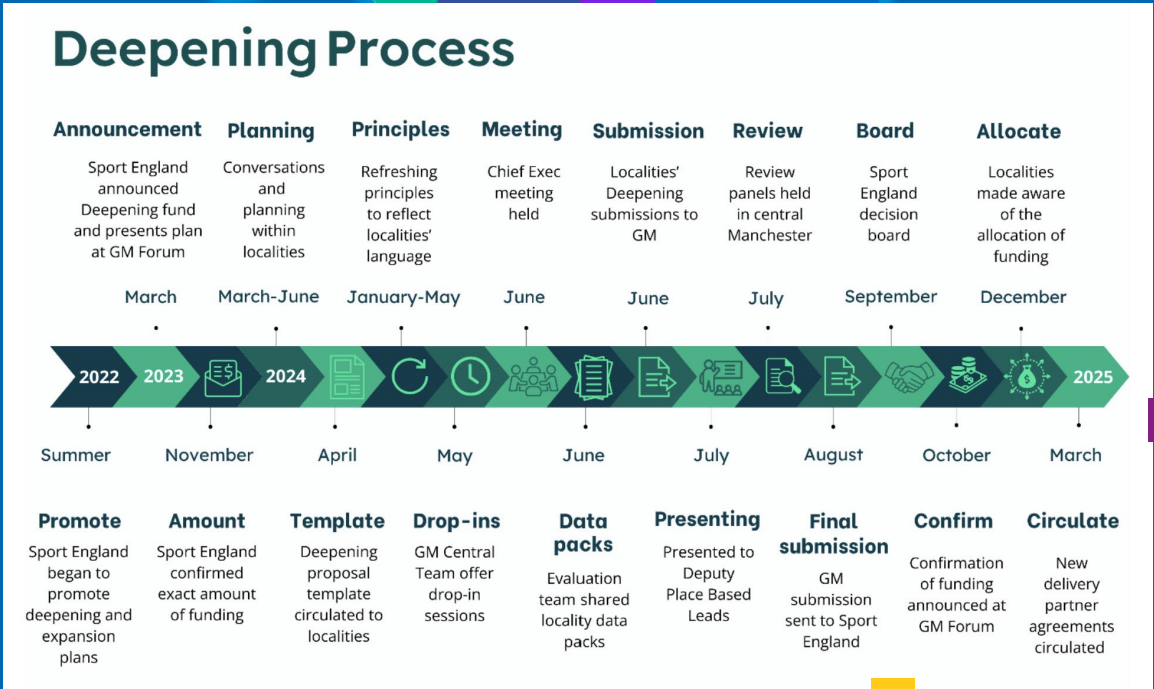 Deepening Process
Announcement
Sport England
announced
Deepening fund
and presents plan
at GM Forum
March
Planning
Conversations
and
planning
within
localities
March-June
Principles
Refreshing
principles
to reflect
localities'
language
January-May
Meeting
Chief Exec
meeting
held
June
Submission
Localities'
Deepening
submissions to
GM
June
Review
Review
panels held
in central
Manchester
July
Board
Sport
England
decision
board
September
Allocate
Localities
made aware
of the
allocation of
funding
December
2022
2023
2024
2025
Summer
Promote
Sport England
began to
promote
deepening and
expansion
plans
November
Amount
Sport England
confirmed
exact amount
of funding
April
Template
Deepening
proposal
template
circulated to
localities
May
Drop-ins
GM Central
Team offer
drop-in
sessions
June
Data
packs
Evaluation
team shared
locality data
packs
July
Presenting
Presented to
Deputy
Place Based
Leads
August
Final
submission
GM
submission
sent to Sport
England
October
Confirm
Confirmation
of funding
announced at
GM Forum
March
Circulate
New
delivery
partner
agreements
circulated